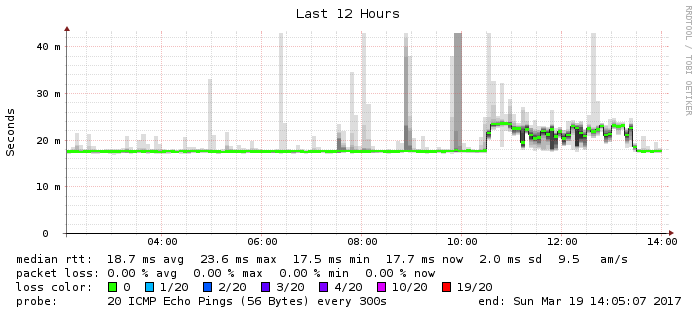 Last 12 Hours
RRDTOOL / TOBI OETIKER
Seconds
40 m
30 m
20 m
10 m
0
04:00 06:00 08:00 10:00 12:00 14:00
median rtt: 18.7 ms avg 23.6 ms max 17.5 ms min 17.7 ms now 2.0 ms sd 9.5 am/s
packet loss: 0.00 % avg 0.00 % max 0.00 % min 0.00 % now
loss color: 0 1/20 2/20 3/20 4/20 10/20 19/20
probe: 20 ICMP Echo Pings (56 Bytes) every 300s end: Sun Mar 19 14:05:07 2017